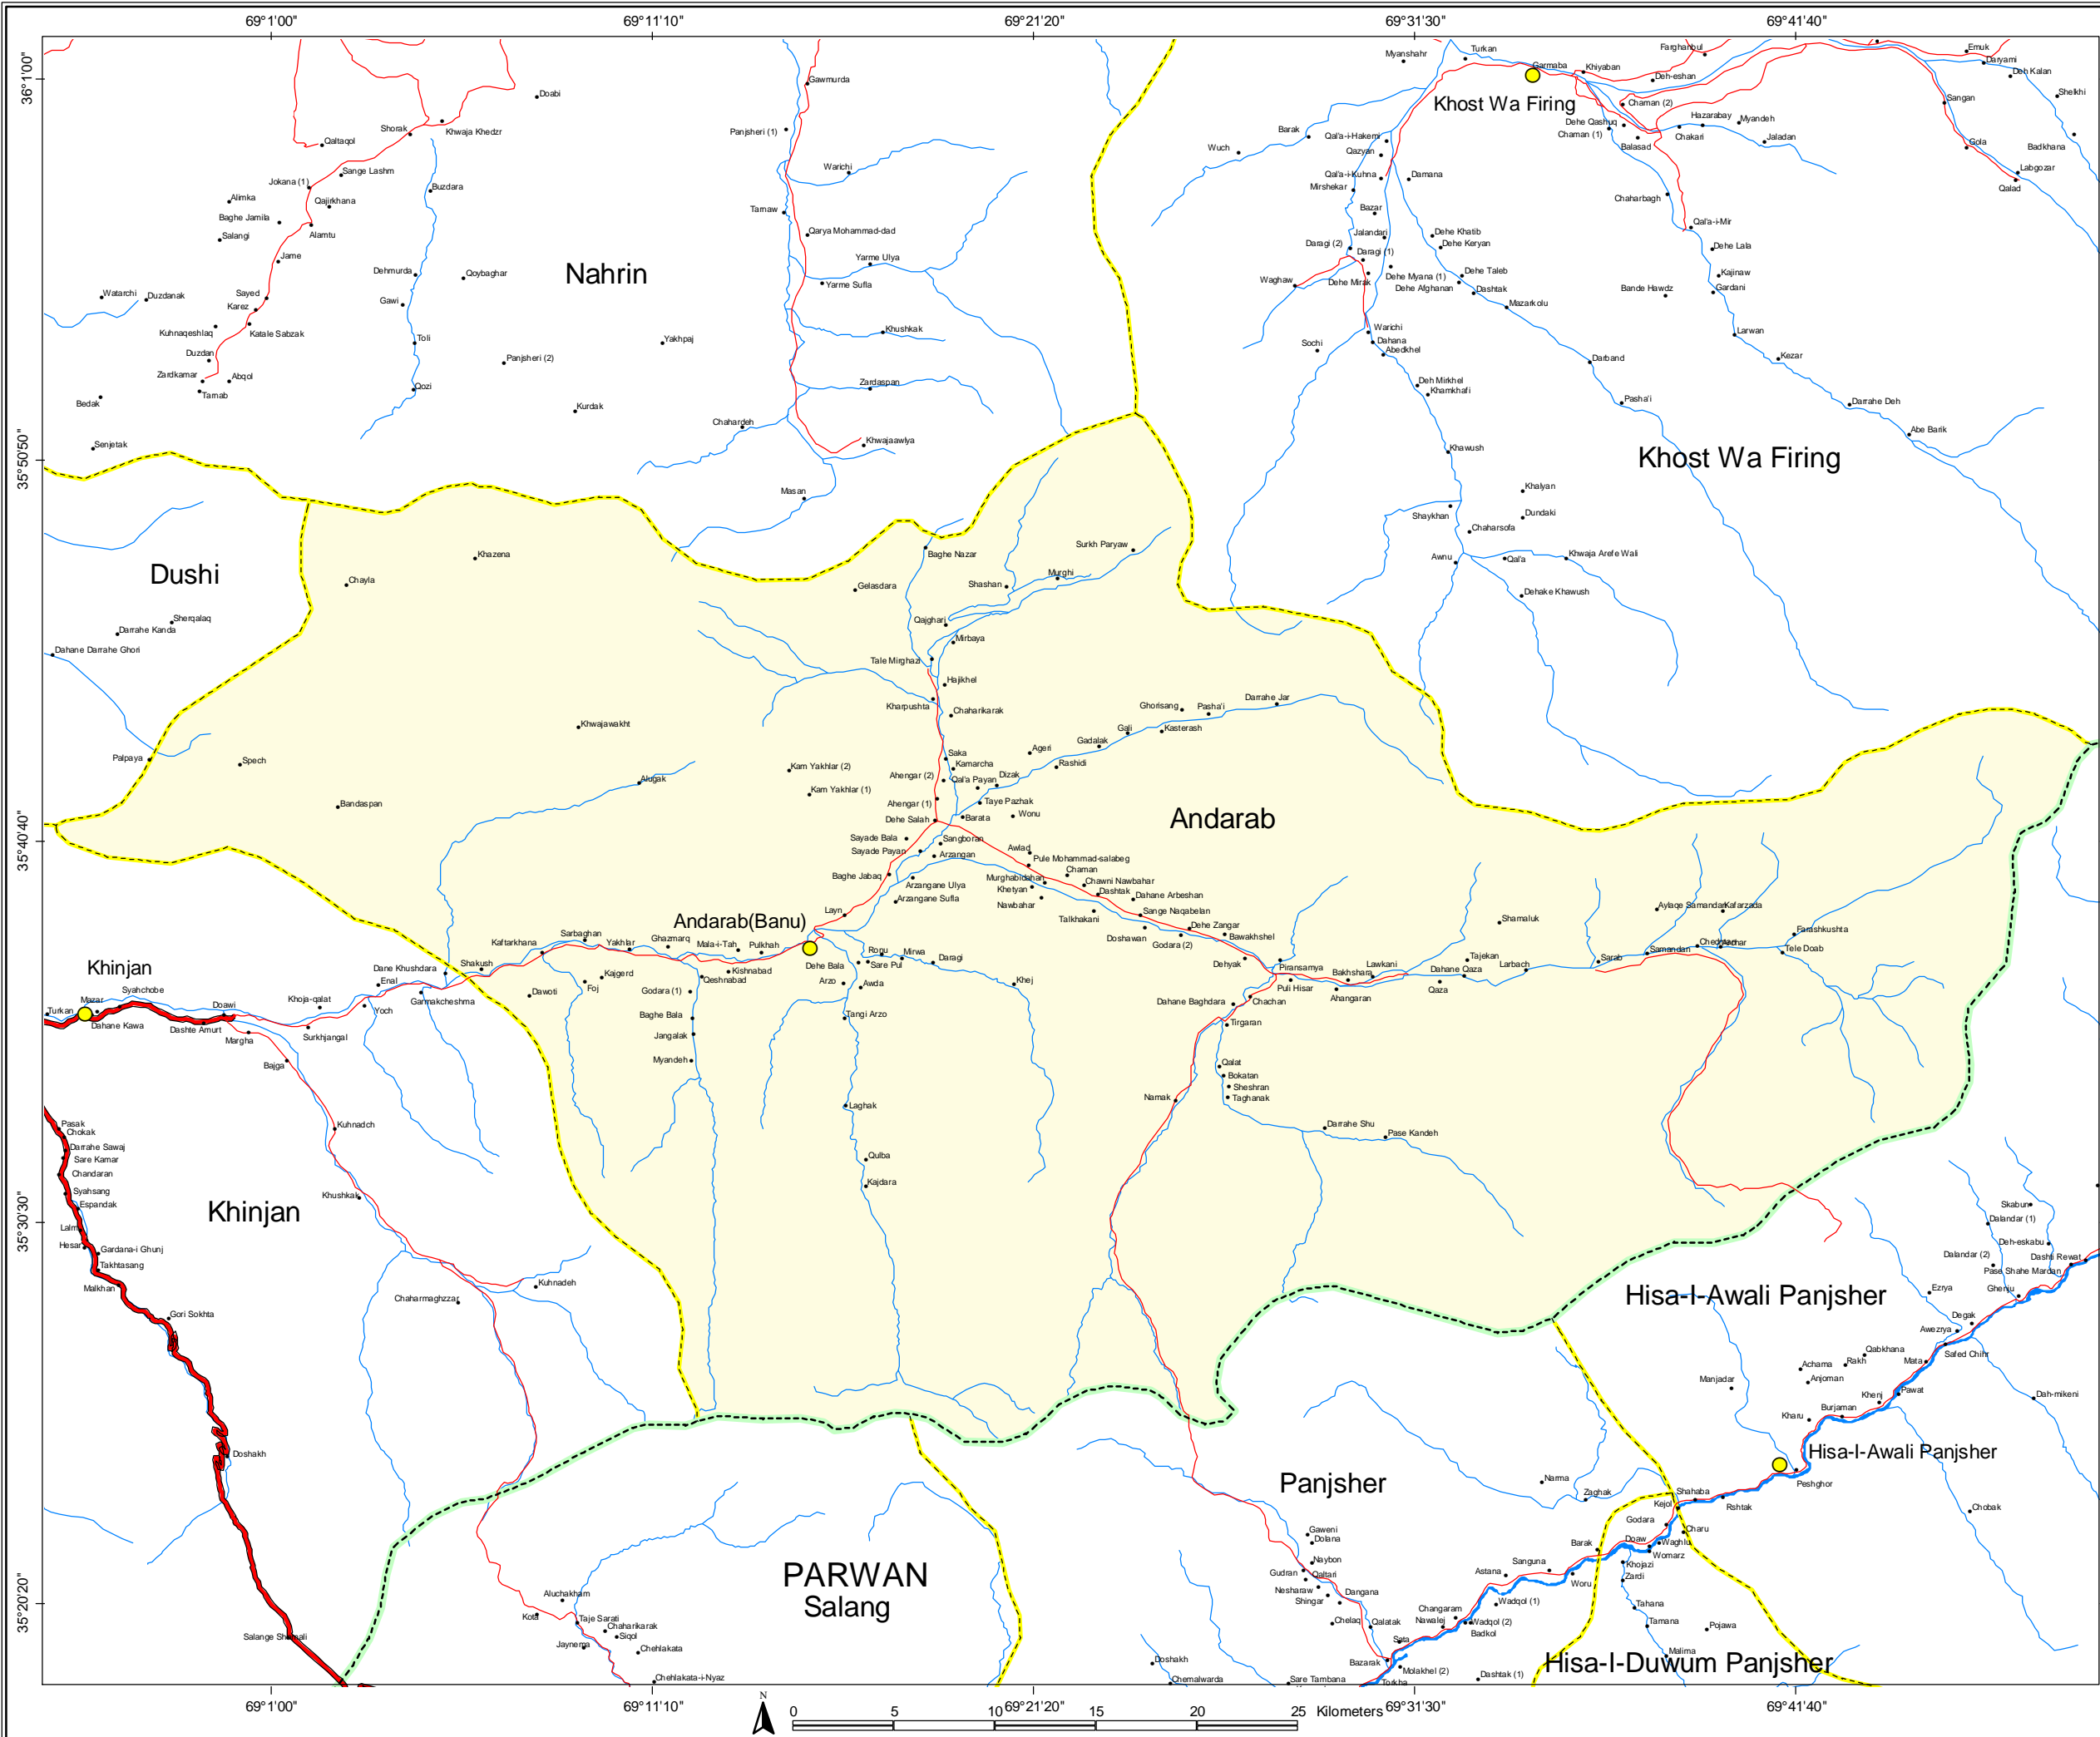 69°1'00"
69°11'10"
69°21'20"
69°31'30"
69°41'40"
36°1'00"
35°50'50"
35°40'40"
35°30'30"
35°20'20"
Nahrin
Doabi
Shorak
Khwaja Khedzr
Qaltaqol
Jokana (1)
Sange Lashm
Alimka
Qajirkhana
Buzdara
Baghe Jamila
Alamtu
Salangi
Jame
Dehmurda
Qoybaghar
Watarchi
Duzdanak
Sayed
Karez
Gawi
Kuhnaqeshlaq
Katale Sabzak
Toli
Duzdan
Panjsheri (2)
Zardkamar
Abqol
Tarnab
Qozi
Bedak
Kurdak
Senjetak
Yakhpaj
Gawmurda
Panjsheri (1)
Warichi
Tarnaw
Qarya Mohammad-dad
Yarme Ulya
Yarme Sufla
Khushkak
Zardaspan
Chahardeh
Khwajaawlya
Masan
Khost Wa Firing
Khost Wa Firing
Myanshahr
Turkan
Garmaba
Khiyaban
Farghanbul
Deh-eshan
Chaman (2)
Emuk
Daryami
Deh Kalan
Shelkhi
Sangan
Barak
Wuch
Qal'a-i-Hakemi
Qazyan
Dehe Qashuq
Chaman (1)
Hazarabay
Myandeh
Chakari
Jaladan
Balasad
Gola
Badkhana
Labgozar
Qalad
Qal'a-i-Kuhna
Damana
Mirshekar
Chaharbagh
Bazar
Qal'a-i-Mir
Jalandari
Dehe Khatib
Dehe Keryan
Dehe Lala
Daragi (2)
Daragi (1)
Waghaw
Dehe Myana (1)
Dehe Taleb
Kajinaw
Dehe Mirak
Dehe Afghanan
Dashtak
Bande Hawdz
Gardani
Mazarkolu
Warichi
Dahana
Sochi
Abedkhel
Larwan
Darband
Kezar
Deh Mirkhel
Khamkhafi
Pasha'i
Darrahe Deh
Khawush
Abe Barik
Khalyan
Shaykhan
Dundaki
Chaharsofa
Awnu
Qal'a
Khwaja Arefe Wali
Dehake Khawush
Dushi
Sherqalaq
Darrahe Kanda
Dahane Darrahe Ghori
Palpaya
Andarab
Andarab(Banu)
Khazena
Chayla
Spech
Bandaspan
Khwajawakht
Alugak
Baghe Nazar
Gelasdara
Surkh Paryaw
Murghi
Shashan
Qajghari
Mirbaya
Tale Mirghazi
Hajikhel
Kharpushta
Chaharikarak
Ghorisang
Pasha'i
Darrahe Jar
Gali
Kasterash
Gadalak
Ageri
Rashidi
Saka
Kamarcha
Kam Yakhlar (2)
Kam Yakhlar (1)
Ahengar (2)
Qal'a Payan
Dizak
Ahengar (1)
Taye Pazhak
Wonu
Dehe Salah
Barata
Sayade Bala
Sangboran
Sayade Payan
Arzangan
Awlad
Pule Mohammad-salabeg
Baghe Jabaq
Arzangane Ulya
Arzangane Sufla
Murghabidahan
Chaman
Khetyan
Chawni Nawbahar
Dashtak
Nawbahar
Dahane Arbeshan
Talkhakani
Sange Naqabelan
Layn
Doshawan
Dehe Zangar
Godara (2)
Bawakhshel
Shamaluk
Aylaqe Samandan
Kafarzada
Farashkushta
Tele Doab
Samandan
Sarab
Kaftarkhana
Sarbaghan
Yakhlar
Ghazmarq
Mala-i-Tah
Pulkhah
Ropu
Mirwa
Dehe Bala
Sare Pul
Daragi
Khej
Kishnabad
Qeshnabad
Godara (1)
Arzo
Awda
Tangi Arzo
Kajgerd
Foj
Dawoti
Shakush
Dane Khushdara
Garmakcheshma
Baghe Bala
Jangalak
Myandeh
Laghak
Qulba
Kajdara
Dehyak
Piransamya
Puli Hisar
Bakhshara
Lawkani
Ahangaran
Dahane Qaza
Tajekan
Larbach
Qaza
Dahane Baghdara
Chachan
Tirgaran
Qalat
Bokatan
Sheshran
Taghanak
Namak
Darrahe Shu
Pase Kandeh
Khinjan
Khinjan
Turkan
Mazar
Syahchobe
Dahane Kawa
Doawi
Dashte Amurt
Margha
Khoja-qalat
Surkhjangal
Enal
Yoch
Bajga
Kuhnadch
Khushkak
Kuhnadeh
Chaharmaghzzar
Pasak
Chokak
Darrahe Sawaj
Sare Kamar
Chandaran
Syahsang
Espandak
Lalm
Hesar
Gardana-i Ghunj
Takhtasang
Malkhan
Gori Sokhta
Doshakh
PARWAN
Salang
Aluchakham
Kota
Taje Sarati
Chaharikarak
Siqol
Jaynema
Chehlakata
Chehlakata-i-Nyaz
Panjsher
Gaweni
Dolana
Naybon
Gudran
Qaltari
Nesharaw
Dangana
Shingar
Chelaq
Qalatak
Changaram
Nawalej
Sata
Bazarak
Molakhel (2)
Torkha
Doshakh
Chemalwarda
Sare Tambana
Narma
Zaghak
Astana
Sanguna
Barak
Woru
Wadqol (1)
Wadqol (2)
Badkol
Dashtak (1)
Hisa-I-Duwum Panjsher
Kejol
Godara
Doaw
Waghlu
Womarz
Charu
Khojazi
Zardi
Tahana
Tamana
Pojawa
Malima
Hisa-I-Awali Panjsher
Hisa-I-Awali Panjsher
Skabun
Dalandar (1)
Deh-eskabu
Dalandar (2)
Dashti Rewat
Pase Shahe Mardan
Ezrya
Ghenju
Degak
Awezrya
Safed Chihr
Qabkhana
Rakh
Mata
Achama
Anjoman
Manjadar
Khenj
Pawat
Dah-mikeni
Burjaman
Kharu
Peshghor
Shahaba
Rshtak
Chobak
N
0 5 10 15 20 25 Kilometers